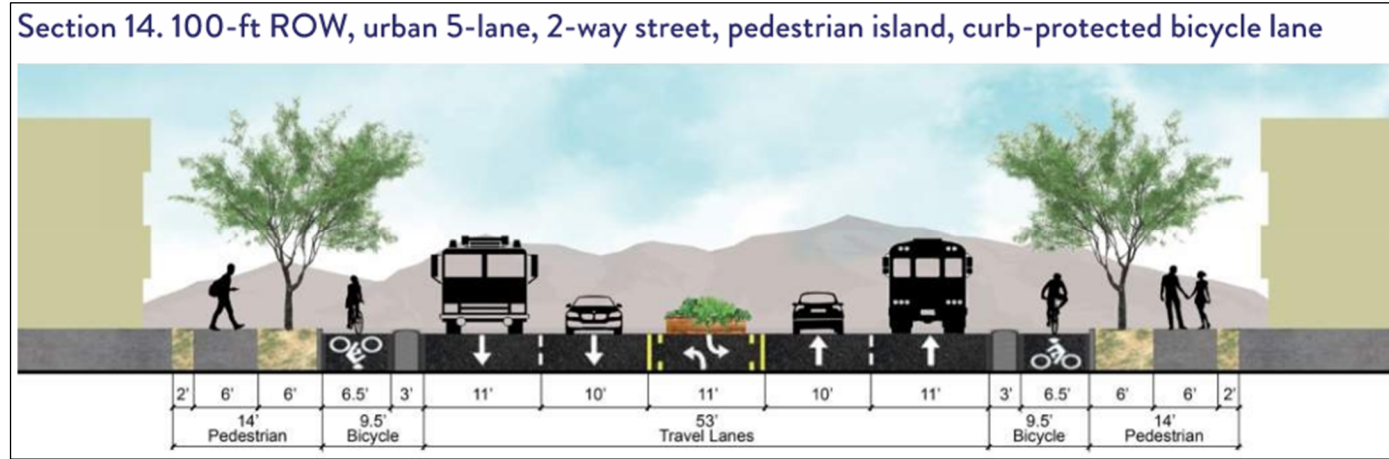 Section 14. 100-ft ROW, urban 5-lane, 2-way street, pedestrian island, curb-protected bicycle lane
2' 6' 6' 6.5' 3' 11' 10' 11' 10' 11' 3' 6.5' 6' 6' 2'
14' 9.5' 53' 9.5' 14'
Pedestrian Bicycle Travel Lanes Bicycle Pedestrian